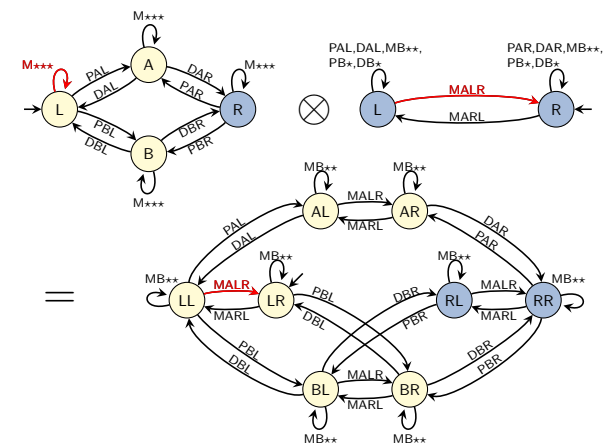 M⋆⋆⋆
PAL,DAL,MB⋆⋆,
PB⋆,DB⋆
PAR,DAR,MB⋆⋆,
PB⋆,DB⋆
M⋆⋆⋆
A
M⋆⋆⋆
PAL
DAL
DAR
PAR
MALR
L
R
⊗
L
R
PBL
DBL
DBR
PBR
MARL
B
M⋆⋆⋆
MB⋆⋆
MB⋆⋆
MALR
AL
AR
MARL
PAL
DAL
DAR
PAR
MB⋆⋆
MB⋆⋆
MB⋆⋆
MB⋆⋆
MALR
PBL
DBR
MALR
=
LL
LR
RL
RR
MARL
DBL
PBR
MARL
PBL
DBL
DBR
PBR
MALR
BL
BR
MARL
MB⋆⋆
MB⋆⋆